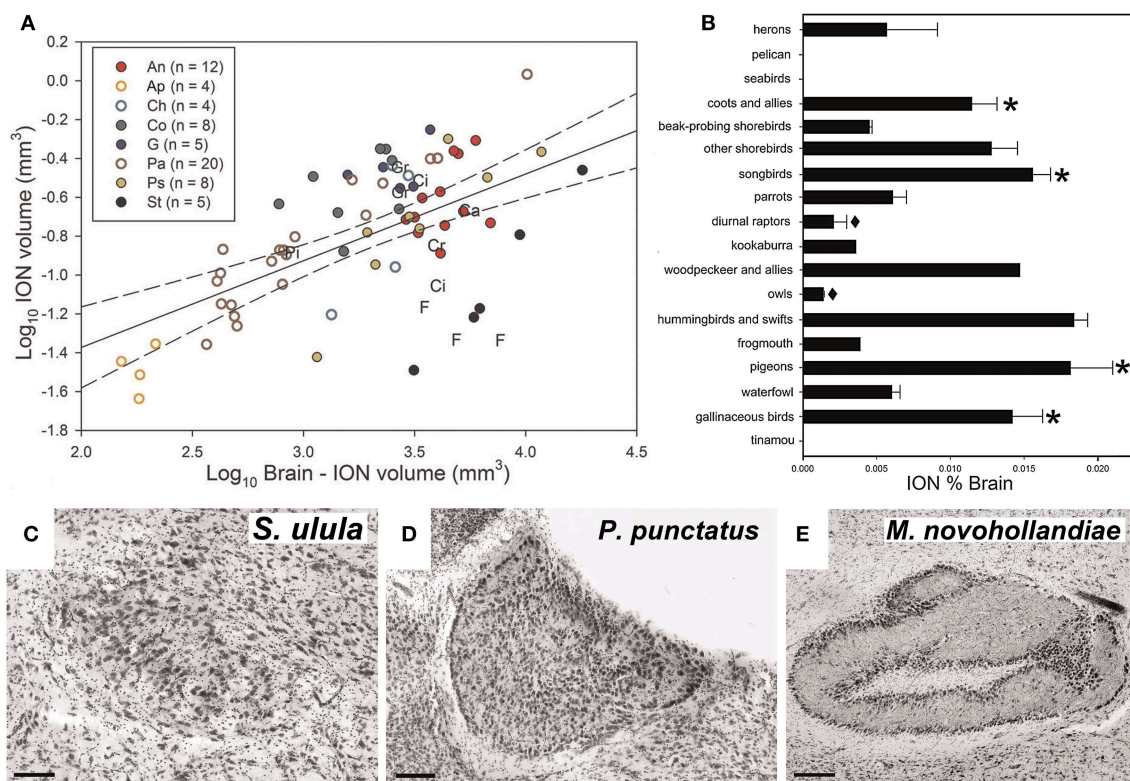 A
Log10 ION volume (mm3)
0.2
0.0
-0.2
-0.4
-0.6
-0.8
-1.0
-1.2
-1.4
-1.6
-1.8
An (n = 12)
Ap (n = 4)
Ch (n = 4)
Co (n = 8)
G (n = 5)
Pa (n = 20)
Ps (n = 8)
St (n = 5)
Gr
Ci
Gr
Ca
Cr
Pi
Ci
F
F
F
2.0 2.5 3.0 3.5 4.0 4.5
Log10 Brain - ION volume (mm3)
B
herons
pelican
seabirds
coots and allies *
beak-probing shorebirds
other shorebirds
songbirds *
parrots
diurnal raptors ♦
kookaburra
woodpeckeer and allies
owls ♦
hummingbirds and swifts
frogmouth
pigeons *
waterfowl
gallinaceous birds *
tinamou
0.000 0.005 0.010 0.015 0.020
ION % Brain
C S. ulula
D P. punctatus
E M. novohollandiae